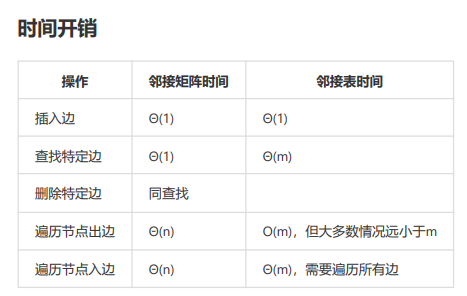 时间开销
操作 邻接矩阵时间 邻接表时间
插入边 Θ(1) Θ(1)
查找特定边 Θ(1) Θ(m)
删除特定边 同查找
遍历节点出边 Θ(n) O(m)，但大多数情况远小于m
遍历节点入边 Θ(n) Θ(m)，需要遍历所有边